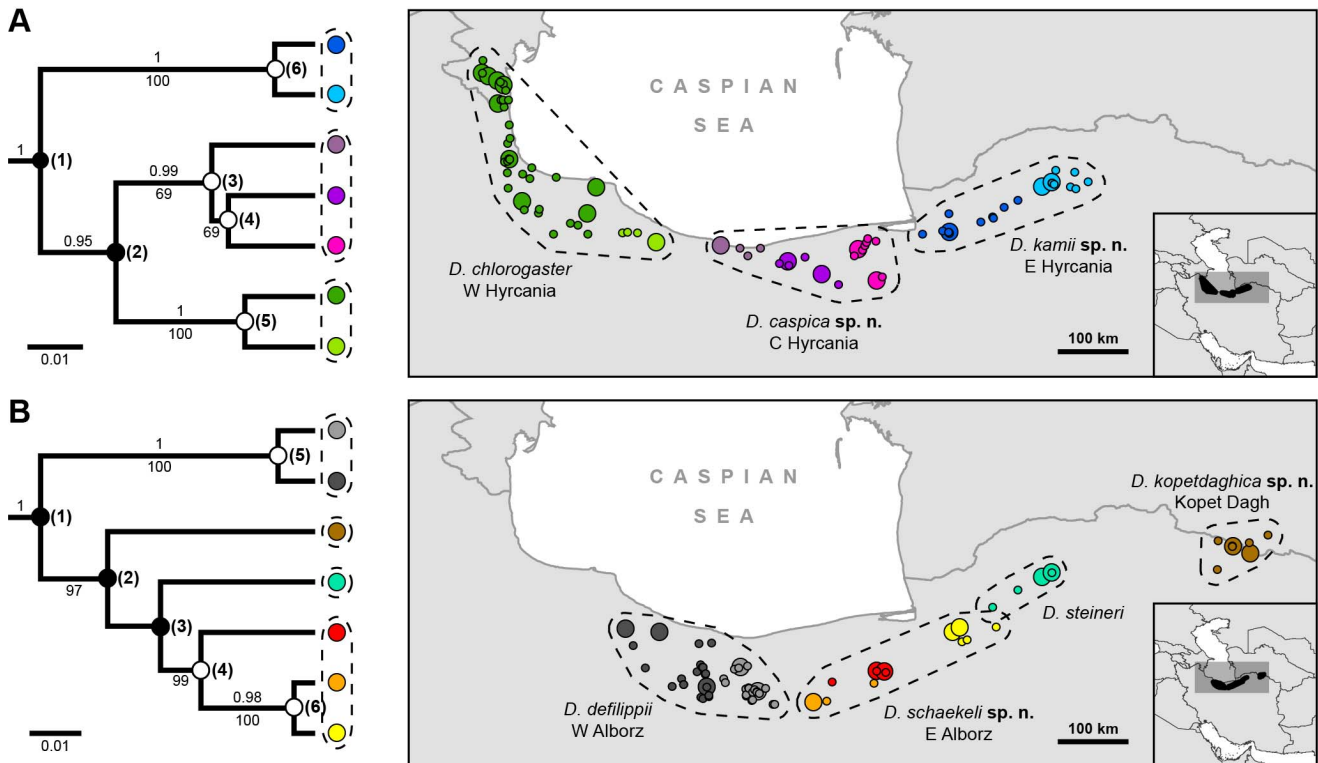 A
1
100
(6)
1
(1)
0.99
69
(3)
(4)
69
0.95
(2)
1
100
(5)
0.01
CASPIAN
SEA
D. chlorogaster
W Hyrcania
D. caspica sp. n.
C Hyrcania
D. kamii sp. n.
E Hyrcania
100 km
B
1
100
(5)
1
(1)
97
(2)
(3)
(4)
99
0.98
100
(6)
0.01
CASPIAN
SEA
D. kopetdaghica sp. n.
Kopet Dagh
D. steineri
D. defilippii
W Alborz
D. schaekeli sp. n.
E Alborz
100 km